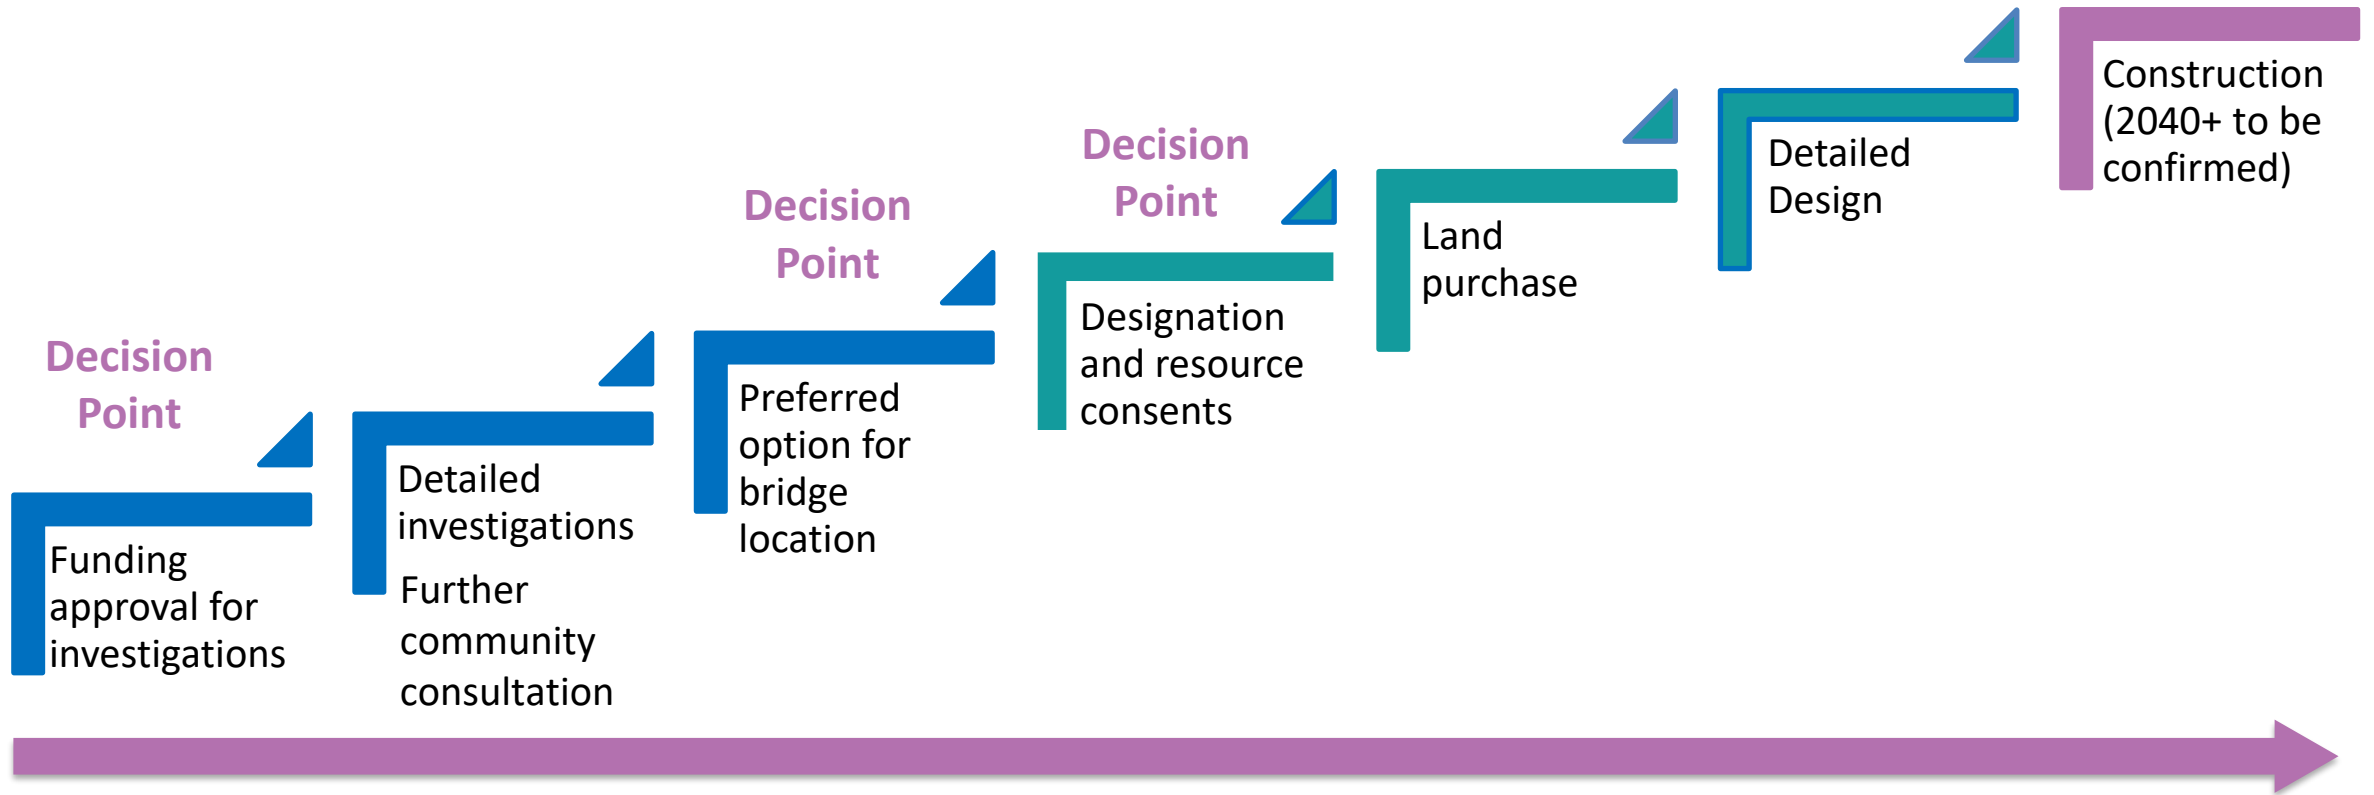 Decision
Point
Funding
approval for
investigations
Detailed
investigations
Further
community
consultation
Decision
Point
Preferred
option for
bridge
location
Decision
Point
Designation
and resource
consents
Land
purchase
Detailed
Design
Construction
(2040+ to be
confirmed)